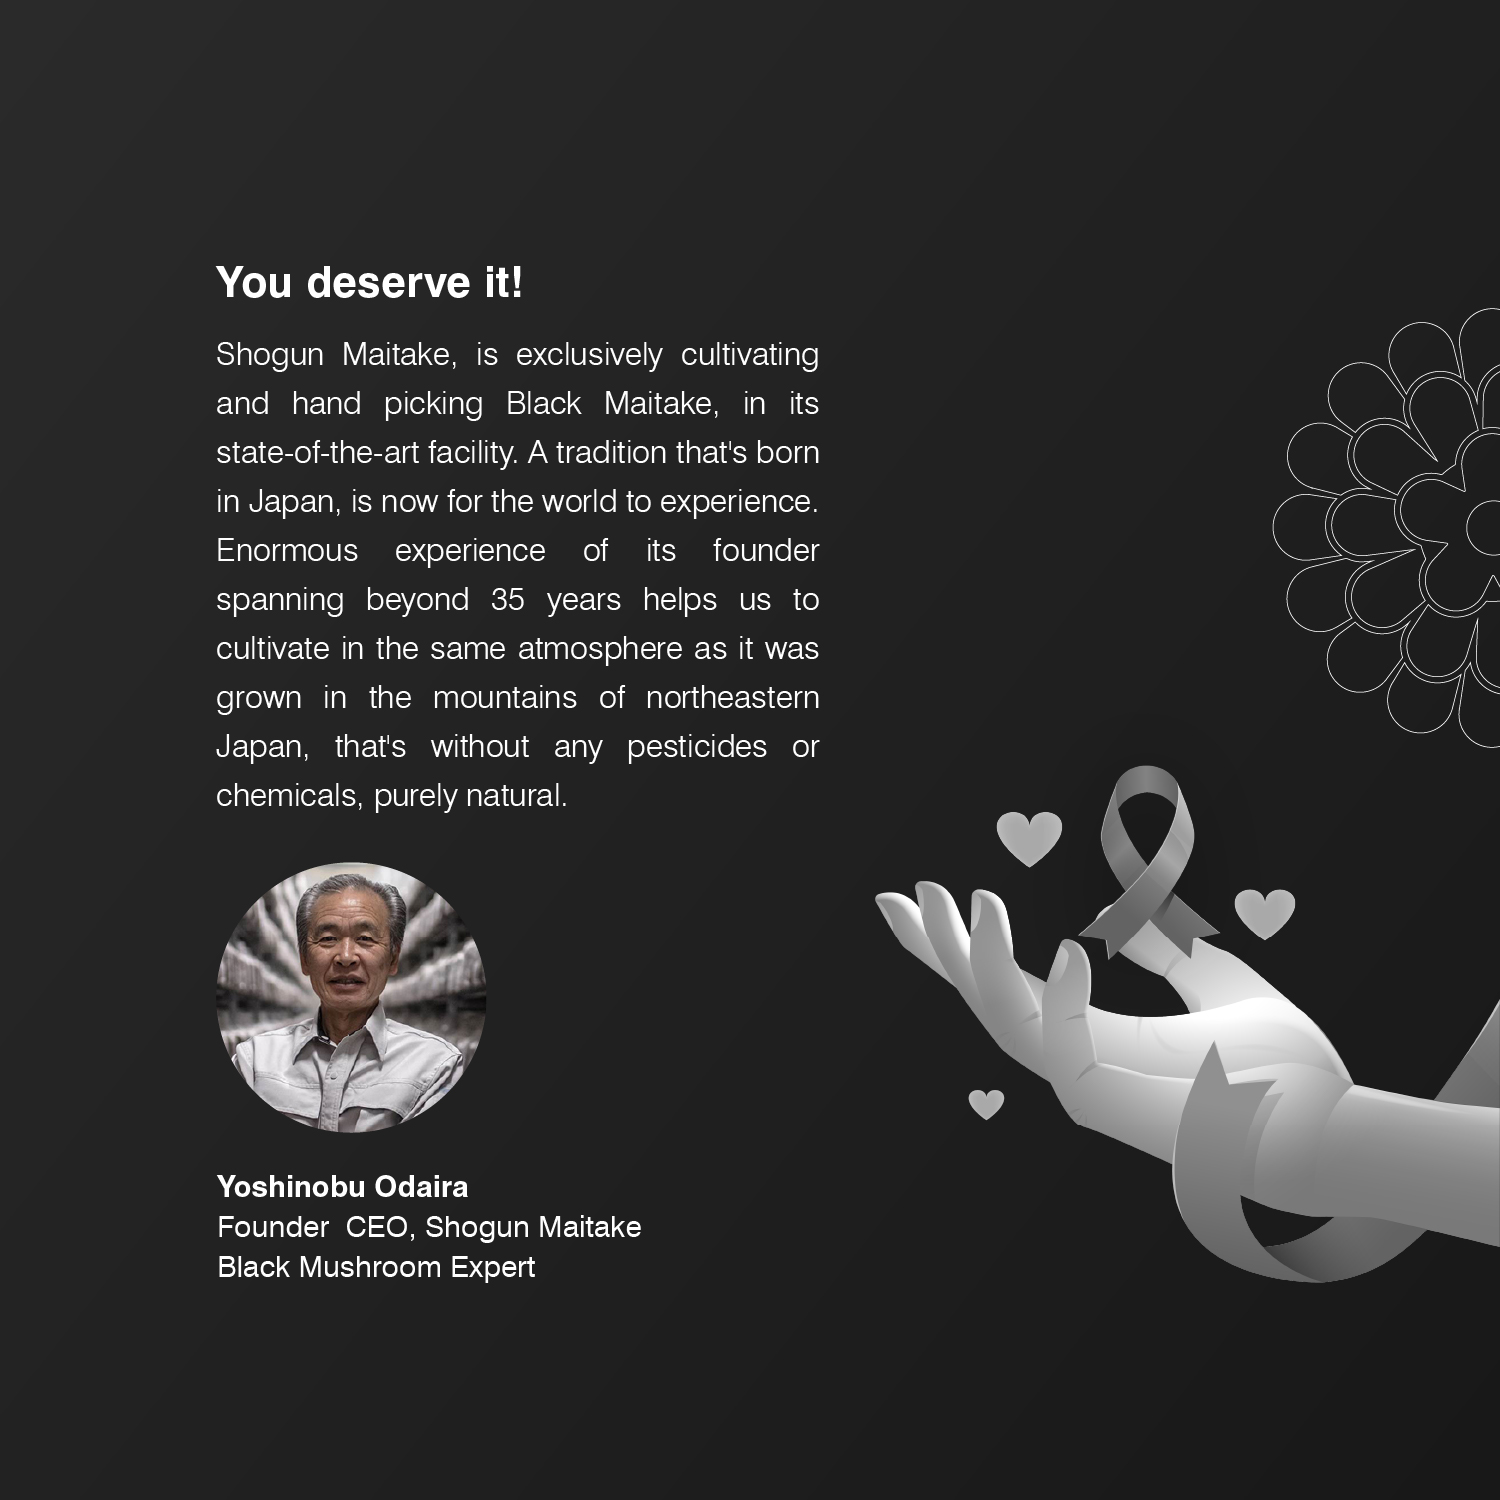 You deserve it!
Shogun Maitake, is exclusively cultivating
and hand picking Black Maitake, in its
state-of-the-art facility. A tradition that's born
in Japan, is now for the world to experience.
Enormous experience of its founder
spanning beyond 35 years helps us to
cultivate in the same atmosphere as it was
grown in the mountains of northeastern
Japan, that's without any pesticides or
chemicals, purely natural.
Yoshinobu Odaira
Founder  CEO, Shogun Maitake
Black Mushroom Expert